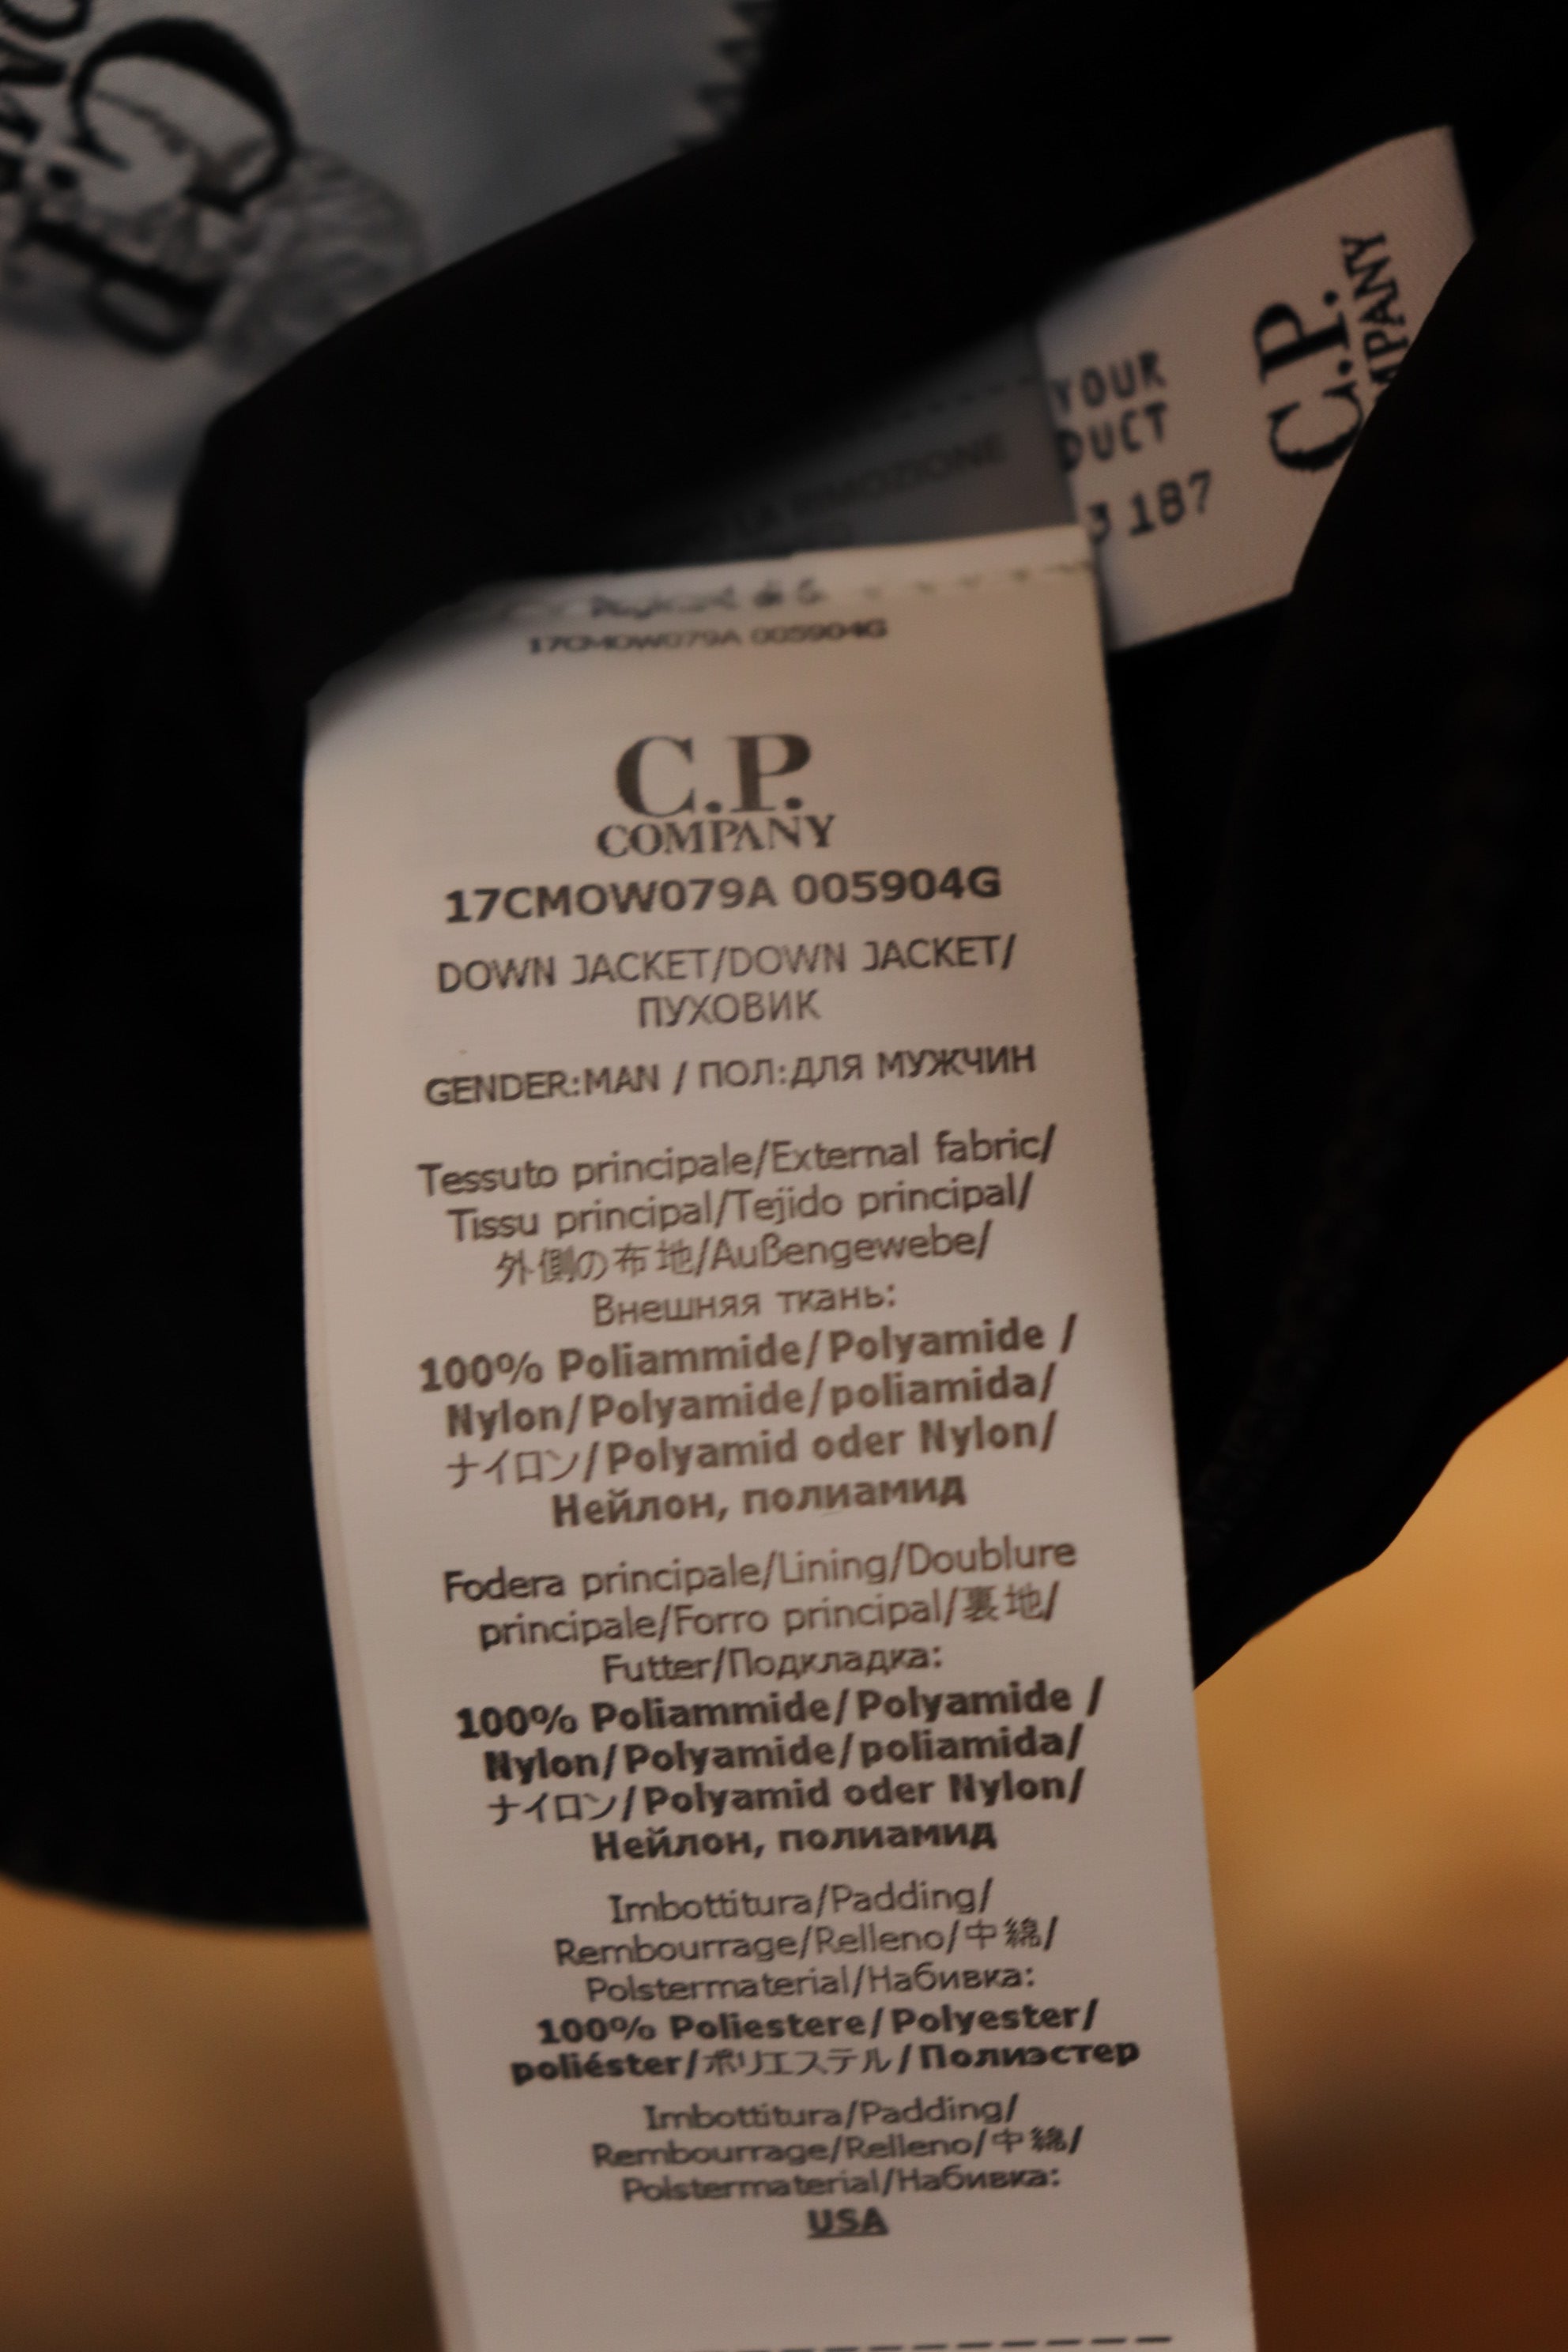 C
P
C.P.
MPANY
YOUR
DUCT
3 187
LA RIMOZIONE
17CMOW079A 005904G
C.P.
COMPANY
17CMOW079A 005904G
DOWN JACKET/DOWN JACKET/
ПУХОВИК
GENDER:MAN / ПОЛ:ДЛЯ МУЖЧИН
Tessuto principale/External fabric/
Tissu principal/Tejido principal/
外側の布地/Außengewebe/
Внешняя ткань:
100% Poliammide/Polyamide /
Nylon/Polyamide/poliamida/
ナイロン/Polyamid oder Nylon/
Нейлон, полиамид
Fodera principale/Lining/Doublure
principale/Forro principal/裏地/
Futter/Подкладка:
100% Poliammide/Polyamide /
Nylon/Polyamide/poliamida/
ナイロン/Polyamid oder Nylon/
Нейлон, полиамид
Imbottitura/Padding/
Rembourrage/Relleno/中綿/
Polstermaterial/Набивка:
100% Poliestere/Polyester/
poliéster/ポリエステル/Полиэстер
Imbottitura/Padding/
Rembourrage/Relleno/中綿/
Polstermaterial/Набивка:
USA